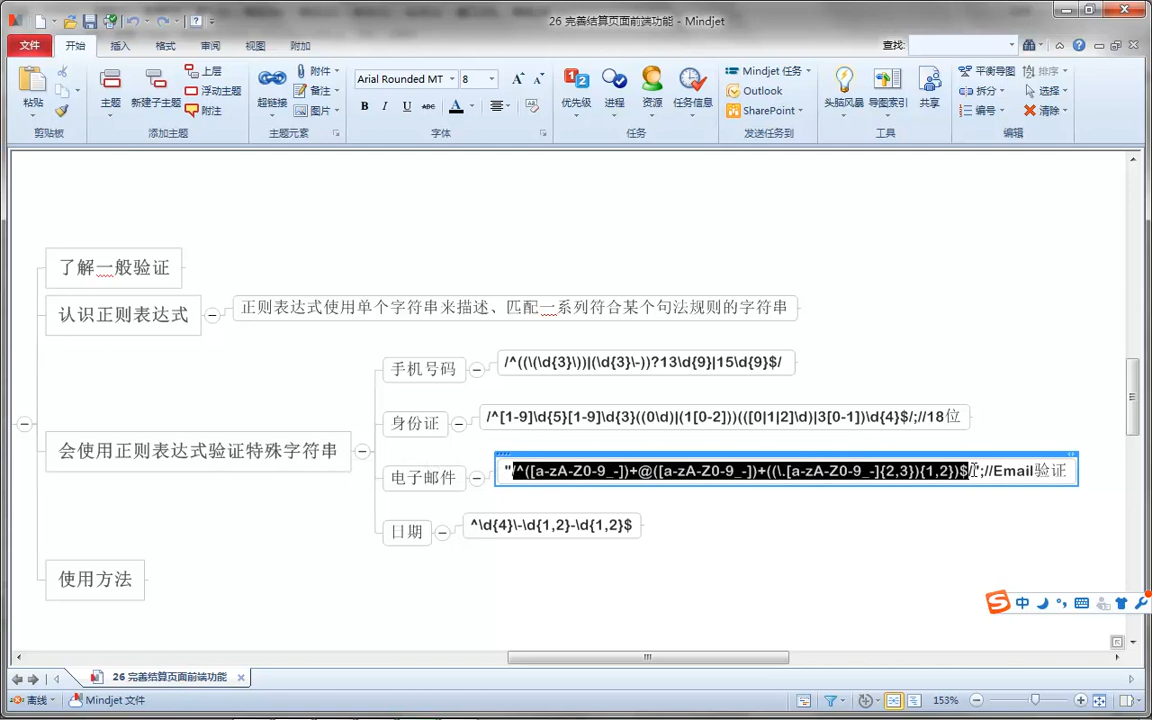 26 完善结算页面前端功能 - Mindjet
文件 开始 插入 格式 审阅 视图 附加 查找:
粘贴
剪贴板
主题 新建子主题 上层 浮动主题 附注
添加主题
超链接 附件 备注 图片
主题元素
Arial Rounded MT 8
B I U ABC A
字体
优先级 进程 资源 任务信息
任务
Mindjet 任务 Outlook SharePoint
发送任务到
头脑风暴 导图索引 共享
工具
平衡导图 排序 拆分 选择 编号 清除
编辑
了解一般验证
认识正则表达式
正则表达式使用单个字符串来描述、匹配一系列符合某个句法规则的字符串
会使用正则表达式验证特殊字符串
手机号码
/^((\(\d{3}\))|(\d{3}\-))?13\d{9}|15\d{9}$/
身份证
/^[1-9]\d{5}[1-9]\d{3}((0\d)|(1[0-2]))(([0|1|2]\d)|3[0-1])\d{4}$/;//18位
电子邮件
"/^([a-zA-Z0-9_-])+@([a-zA-Z0-9_-])+((\.[a-zA-Z0-9_-]{2,3}){1,2})$/";//Email验证
日期
^\d{4}\-\d{1,2}-\d{1,2}$
使用方法
中
26 完善结算页面前端功能
离线 Mindjet 文件 153%